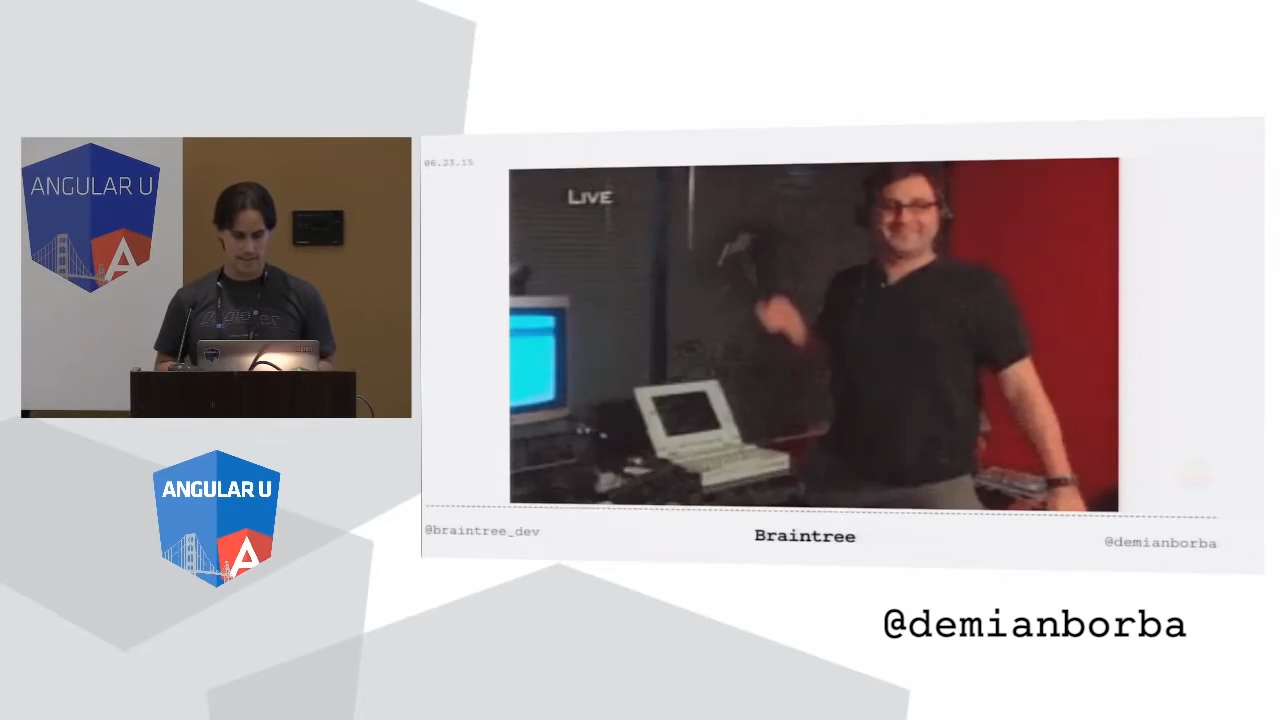 ANGULAR U
06.23.15
LIVE
@braintree_dev
Braintree
@demianborba
ANGULAR U
@demianborba